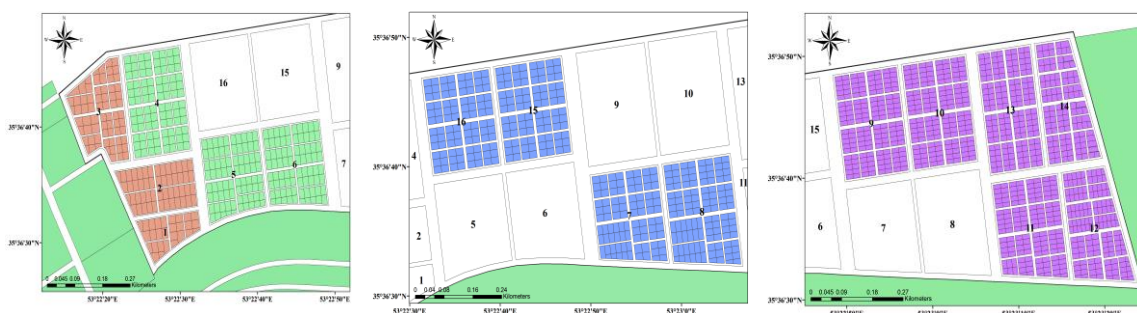 N
W E
S
3
4
16
15
9
2
5
6
7
1
35°36'40"N
35°36'30"N
0 0.045 0.09 0.18 0.27
Kilometers
53°22'20"E 53°22'30"E 53°22'40"E 53°22'50"E
N
W E
S
16
15
9
10
13
4
5
6
7
8
11
2
1
35°36'50"N
35°36'40"N
35°36'30"N
0 0.04 0.08 0.16 0.24
Kilometers
53°22'30"E 53°22'40"E 53°22'50"E 53°23'0"E
N
W E
S
15
9
10
13
14
6
7
8
11
12
35°36'50"N
35°36'40"N
35°36'30"N
0 0.045 0.09 0.18 0.27
Kilometers